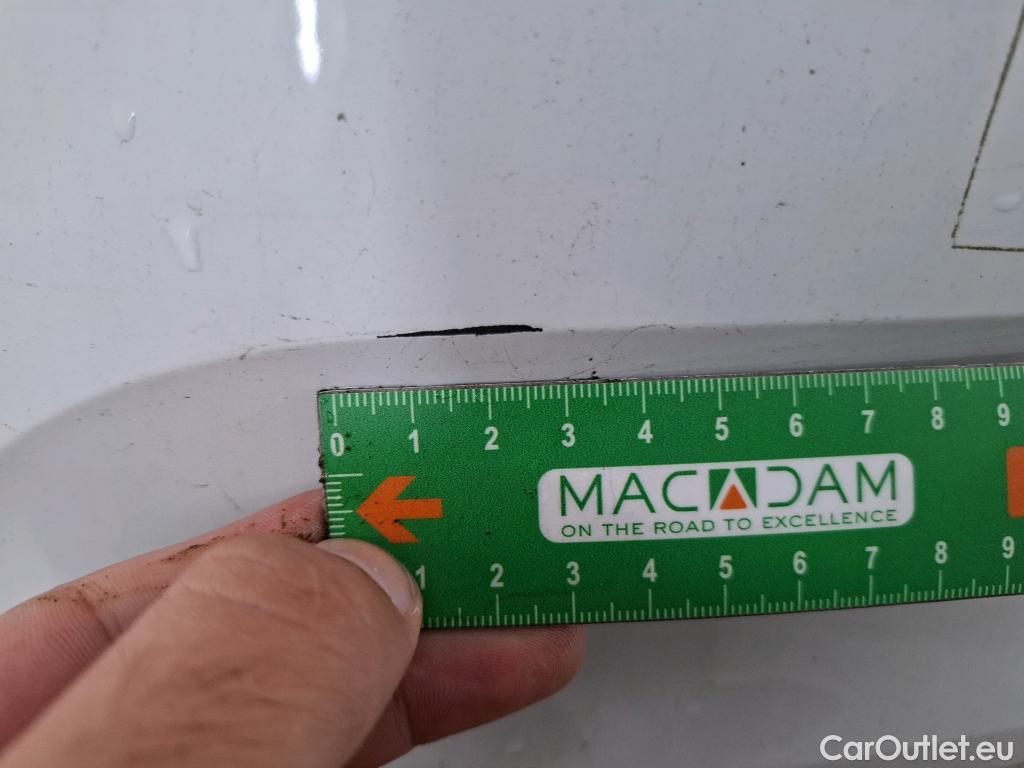 0 1 2 3 4 5 6 7 8 9
MACADAM
ON THE ROAD TO EXCELLENCE
1 2 3 4 5 6 7 8 9
CarOutlet.eu